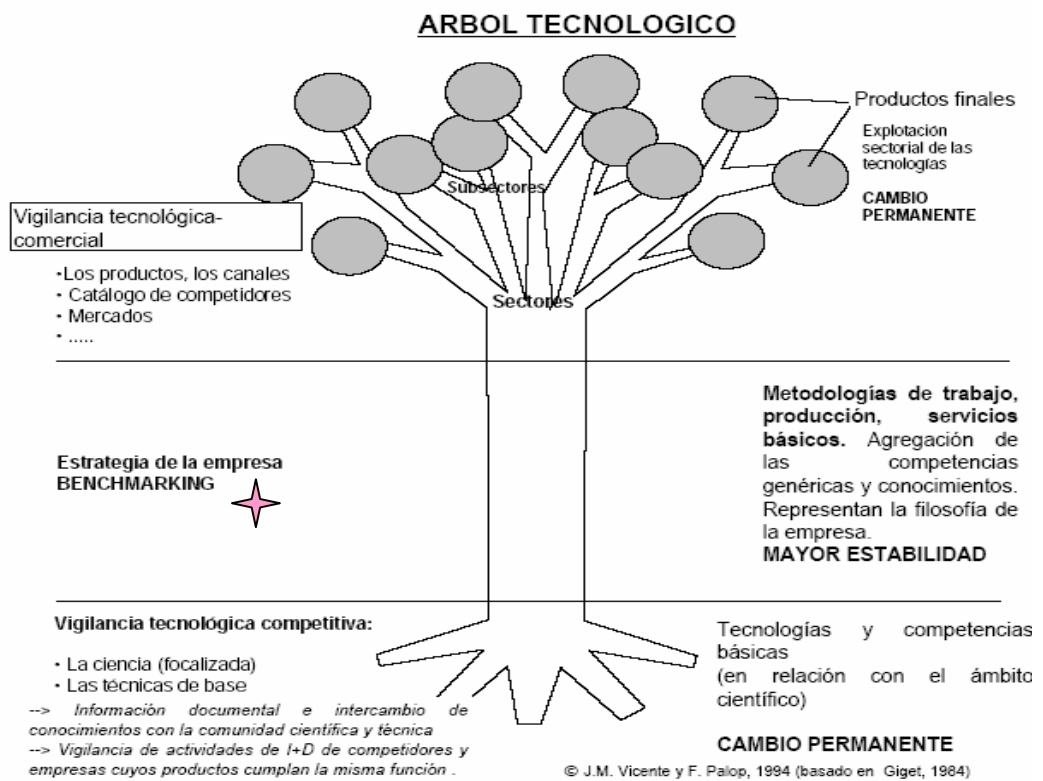 ARBOL TECNOLOGICO
Productos finales
Explotación
sectorial de las
tecnologías
CAMBIO
PERMANENTE
Subsectores
Vigilancia tecnológica-
comercial
•Los productos, los canales
• Catálogo de competidores
• Mercados
• .....
Sectores
Metodologías de trabajo,
producción, servicios
básicos. Agregación de
las competencias
genéricas y conocimientos.
Representan la filosofía de
la empresa.
MAYOR ESTABILIDAD
Estrategia de la empresa
BENCHMARKING
Vigilancia tecnológica competitiva:
• La ciencia (focalizada)
• Las técnicas de base
--> Información documental e intercambio de
conocimientos con la comunidad científica y técnica
--> Vigilancia de actividades de I+D de competidores y
empresas cuyos productos cumplan la misma función .
Tecnologías y competencias
básicas
(en relación con el ámbito
científico)
CAMBIO PERMANENTE
© J.M. Vicente y F. Palop, 1994 (basado en Giget, 1984)